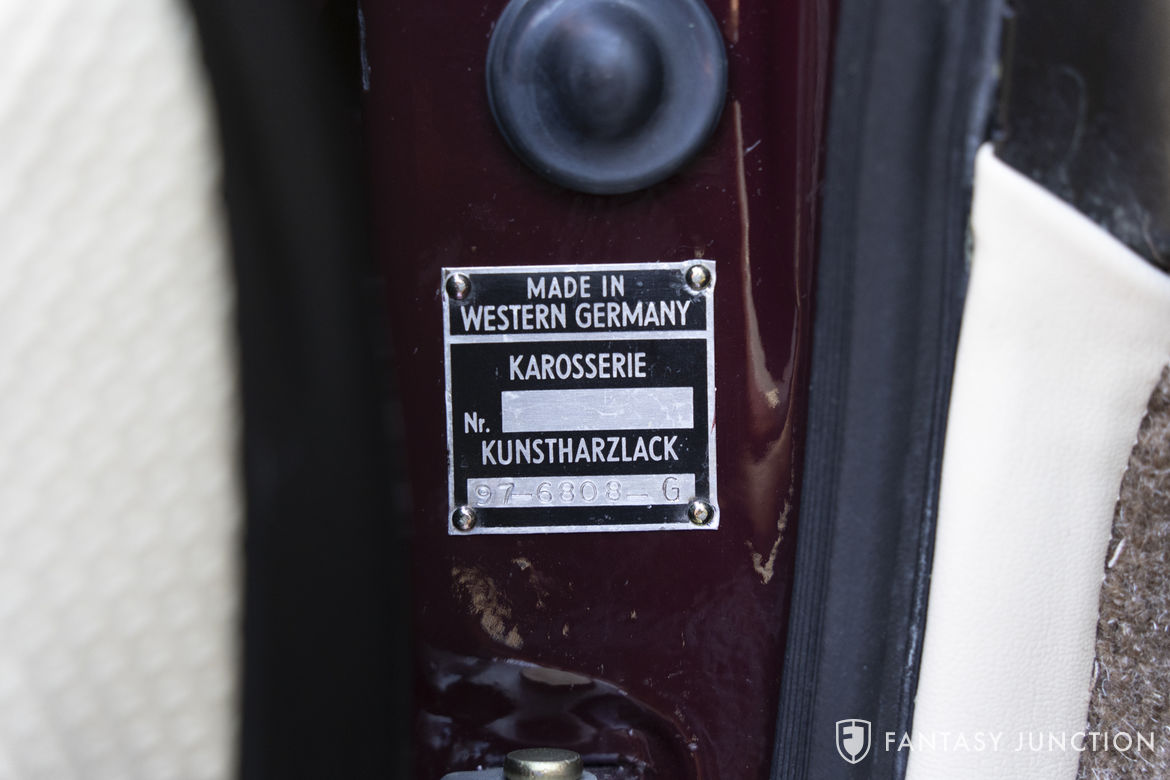 MADE IN
WESTERN GERMANY
KAROSSERIE
Nr.
KUNSTHARZLACK
97-6808-G
FANTASY JUNCTION